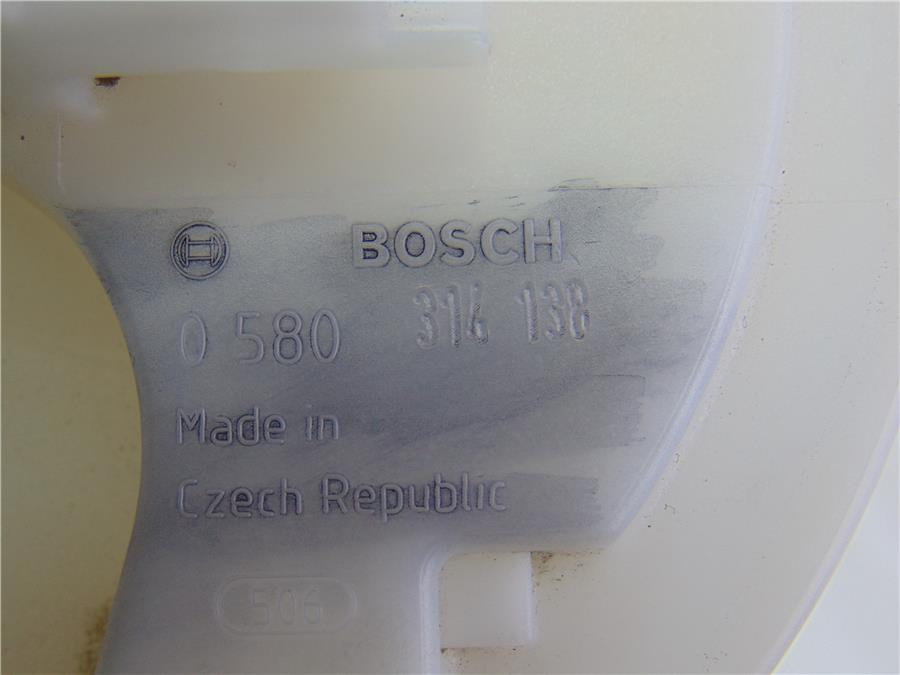 BOSCH
0 580 314 138
Made in
Czech Republic
506